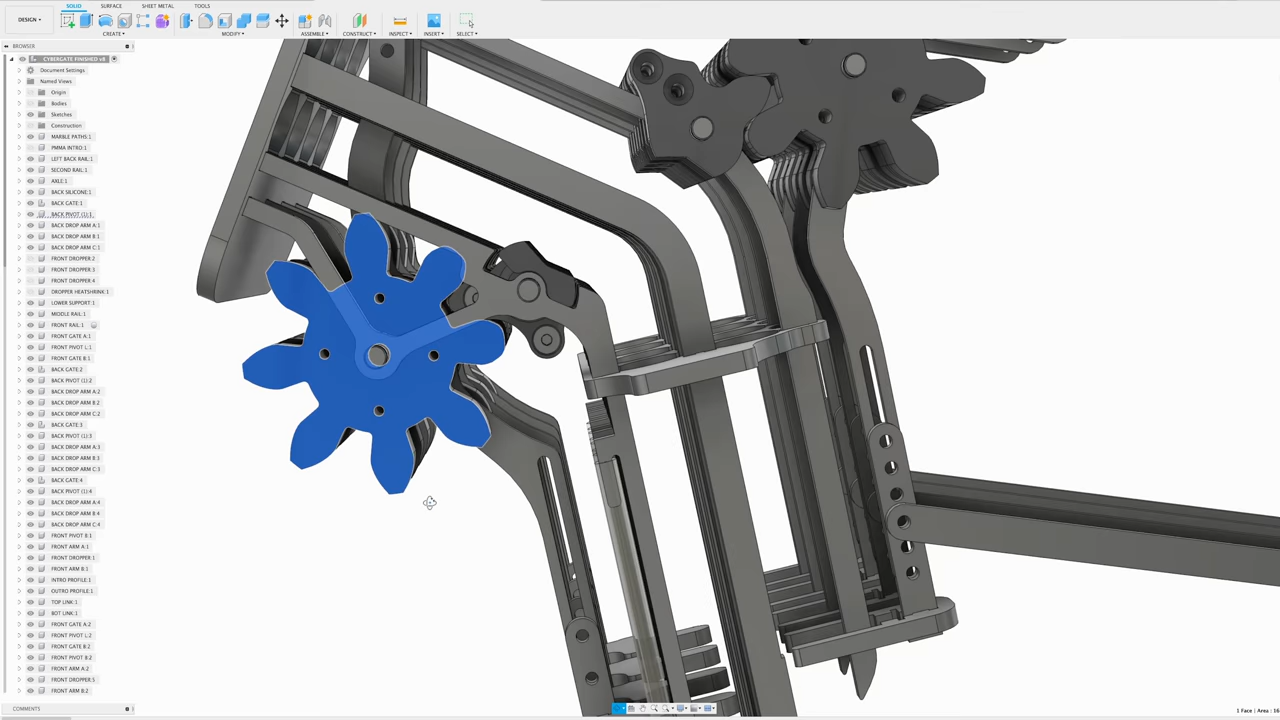 SOLID SURFACE SHEET METAL TOOLS
DESIGN ▾
CREATE ▾ MODIFY ▾ ASSEMBLE ▾ CONSTRUCT ▾ INSPECT ▾ INSERT ▾ SELECT ▾
BROWSER
CYBERGATE FINISHED v8
Document Settings
Named Views
Origin
Bodies
Sketches
Construction
MARBLE PATHS:1
PMMA INTRO:1
LEFT BACK RAIL:1
SECOND RAIL:1
AXLE:1
BACK SILICONE:1
BACK GATE:1
BACK PIVOT (1):1
BACK DROP ARM A:1
BACK DROP ARM B:1
BACK DROP ARM C:1
FRONT DROPPER:2
FRONT DROPPER:3
FRONT DROPPER:4
DROPPER HEATSHRINK:1
LOWER SUPPORT:1
MIDDLE RAIL:1
FRONT RAIL:1
FRONT GATE A:1
FRONT PIVOT L:1
FRONT GATE B:1
BACK GATE:2
BACK PIVOT (1):2
BACK DROP ARM A:2
BACK DROP ARM B:2
BACK DROP ARM C:2
BACK GATE:3
BACK PIVOT (1):3
BACK DROP ARM A:3
BACK DROP ARM B:3
BACK DROP ARM C:3
BACK GATE:4
BACK PIVOT (1):4
BACK DROP ARM A:4
BACK DROP ARM B:4
BACK DROP ARM C:4
FRONT PIVOT B:1
FRONT ARM A:1
FRONT DROPPER:1
FRONT ARM B:1
INTRO PROFILE:1
OUTRO PROFILE:1
TOP LINK:1
BOT LINK:1
FRONT GATE A:2
FRONT PIVOT L:2
FRONT GATE B:2
FRONT PIVOT B:2
FRONT ARM A:2
FRONT DROPPER:5
FRONT ARM B:2
COMMENTS
1 Face | Area : 16